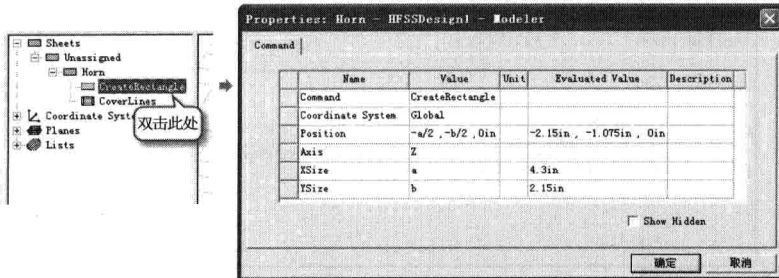 Sheets
Unassigned
Horn
CreateRectangle
CoverLines
Coordinate Syst
Planes
Lists
双击此处
Properties: Horn - HFSSDesign1 - Modeler
Command
Name Value Unit Evaluated Value Description
Command CreateRectangle
Coordinate System Global
Position -a/2 ,-b/2 ,0in -2.15in , -1.075in , 0in
Axis Z
XSize a 4.3in
YSize b 2.15in
Show Hidden
确定 取消